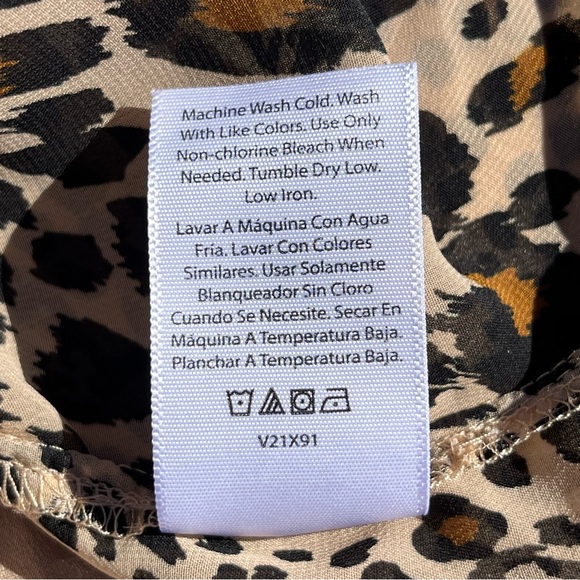 Machine Wash Cold. Wash
With Like Colors. Use Only
Non-chlorine Bleach When
Needed. Tumble Dry Low.
Low Iron.
Lavar A Máquina Con Agua
Fría. Lavar Con Colores
Similares. Usar Solamente
Blanqueador Sin Cloro
Cuando Se Necesite. Secar En
Máquina A Temperatura Baja.
Planchar A Temperatura Baja.
V21X91